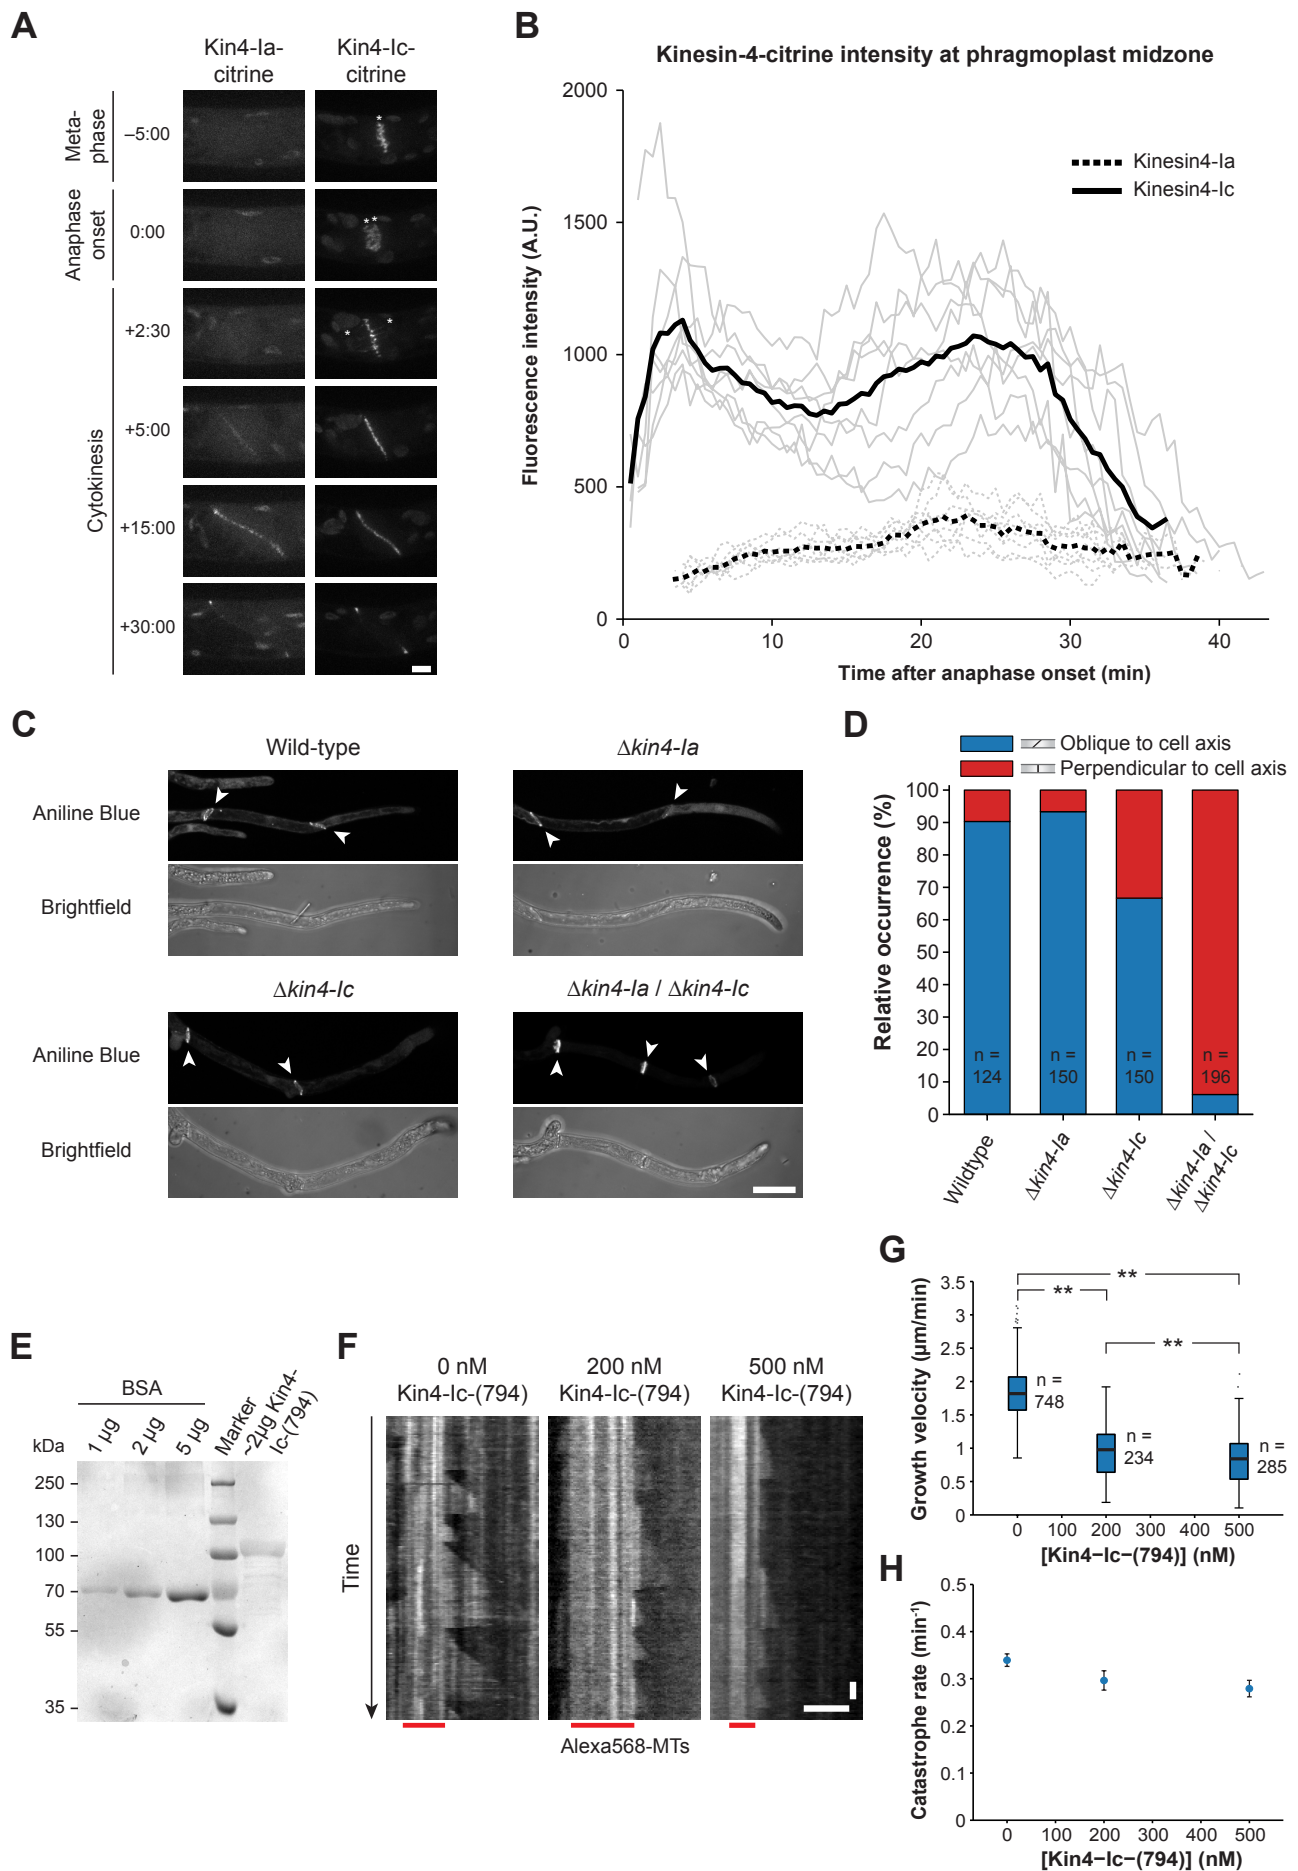 A
Kin4-Ia-
citrine
Kin4-Ic-
citrine
Meta-
phase
–5:00
*
Anaphase
onset
0:00
* *
Cytokinesis
+2:30
* *
+5:00
+15:00
+30:00
B
Kinesin-4-citrine intensity at phragmoplast midzone
Fluorescence intensity (A.U.)
2000
1500
1000
500
0
Kinesin4-Ia
Kinesin4-Ic
0 10 20 30 40
Time after anaphase onset (min)
C
Wild-type
Δkin4-Ia
Aniline Blue
Brightfield
Δkin4-Ic
Δkin4-Ia / Δkin4-Ic
Aniline Blue
Brightfield
D
Oblique to cell axis
Perpendicular to cell axis
Relative occurrence (%)
100
90
80
70
60
50
40
30
20
10
0
n =
124
n =
150
n =
150
n =
196
Wildtype
Δkin4-Ia
Δkin4-Ic
Δkin4-Ia /
Δkin4-Ic
E
BSA
kDa
1 µg
2 µg
5 µg
Marker
~2µg Kin4-
Ic-(794)
250
130
100
70
55
35
F
0 nM
Kin4-Ic-(794)
200 nM
Kin4-Ic-(794)
500 nM
Kin4-Ic-(794)
Time
Alexa568-MTs
G
Growth velocity (µm/min)
3.5
3
2.5
2
1.5
1
0.5
0
**
**
**
n =
748
n =
234
n =
285
0 100 200 300 400 500
[Kin4−Ic−(794)] (nM)
H
Catastrophe rate (min-1)
0.5
0.4
0.3
0.2
0.1
0
0 100 200 300 400 500
[Kin4−Ic−(794)] (nM)